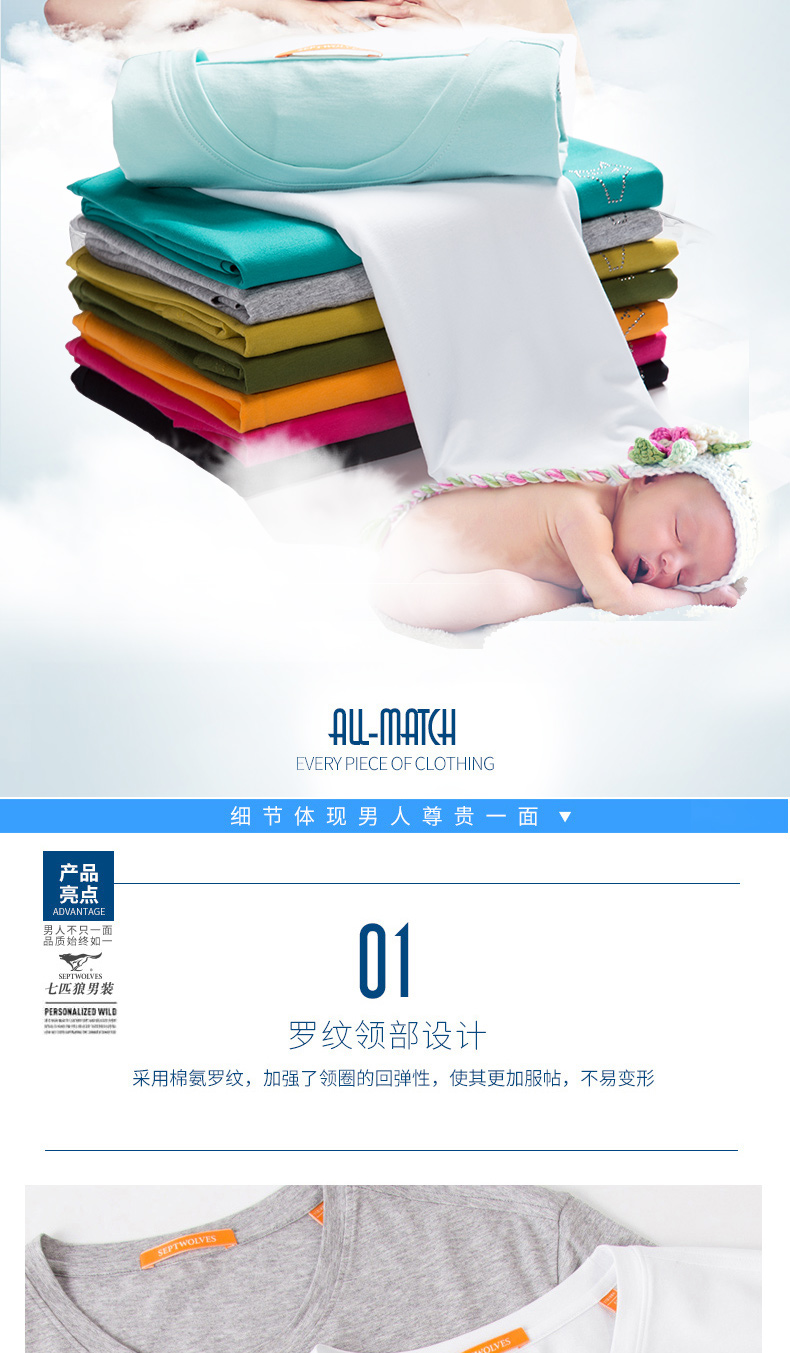 ALL-MATCH
EVERY PIECE OF CLOTHING
细节体现男人尊贵一面
产品
亮点
ADVANTAGE
男人不只一面
品质始终如一
SEPTWOLVES
七匹狼男装
PERSONALIZED WILD
01
罗纹领部设计
采用棉氨罗纹，加强了领圈的回弹性，使其更加服帖，不易变形
SEPTWOLVES
WOLVES